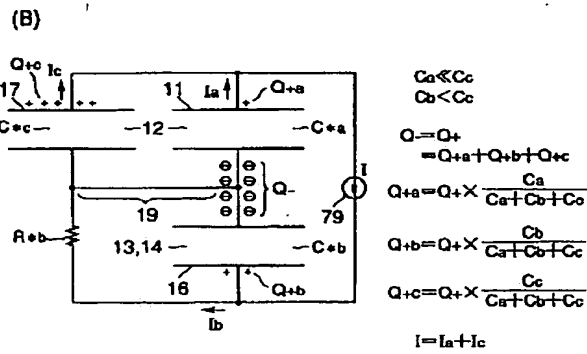 (B)
Q+c Ic
17 + + + + ++
11 Ia Q+a
+
C*c 12 C*a
⊖ ⊖
⊖ ⊖
⊖ ⊖
⊖ ⊖
Q-
I
19
79
R*b
13,14 C*b
16 + + Q+b
Ib
Ca≪Cc
Cb<Cc
Q-=Q+
=Q+a+Q+b+Q+c
Q+a=Q+× Ca/Ca+Cb+Cc
Q+b=Q+× Cb/Ca+Cb+Cc
Q+c=Q+× Cc/Ca+Cb+Cc
I=Ia+Ic